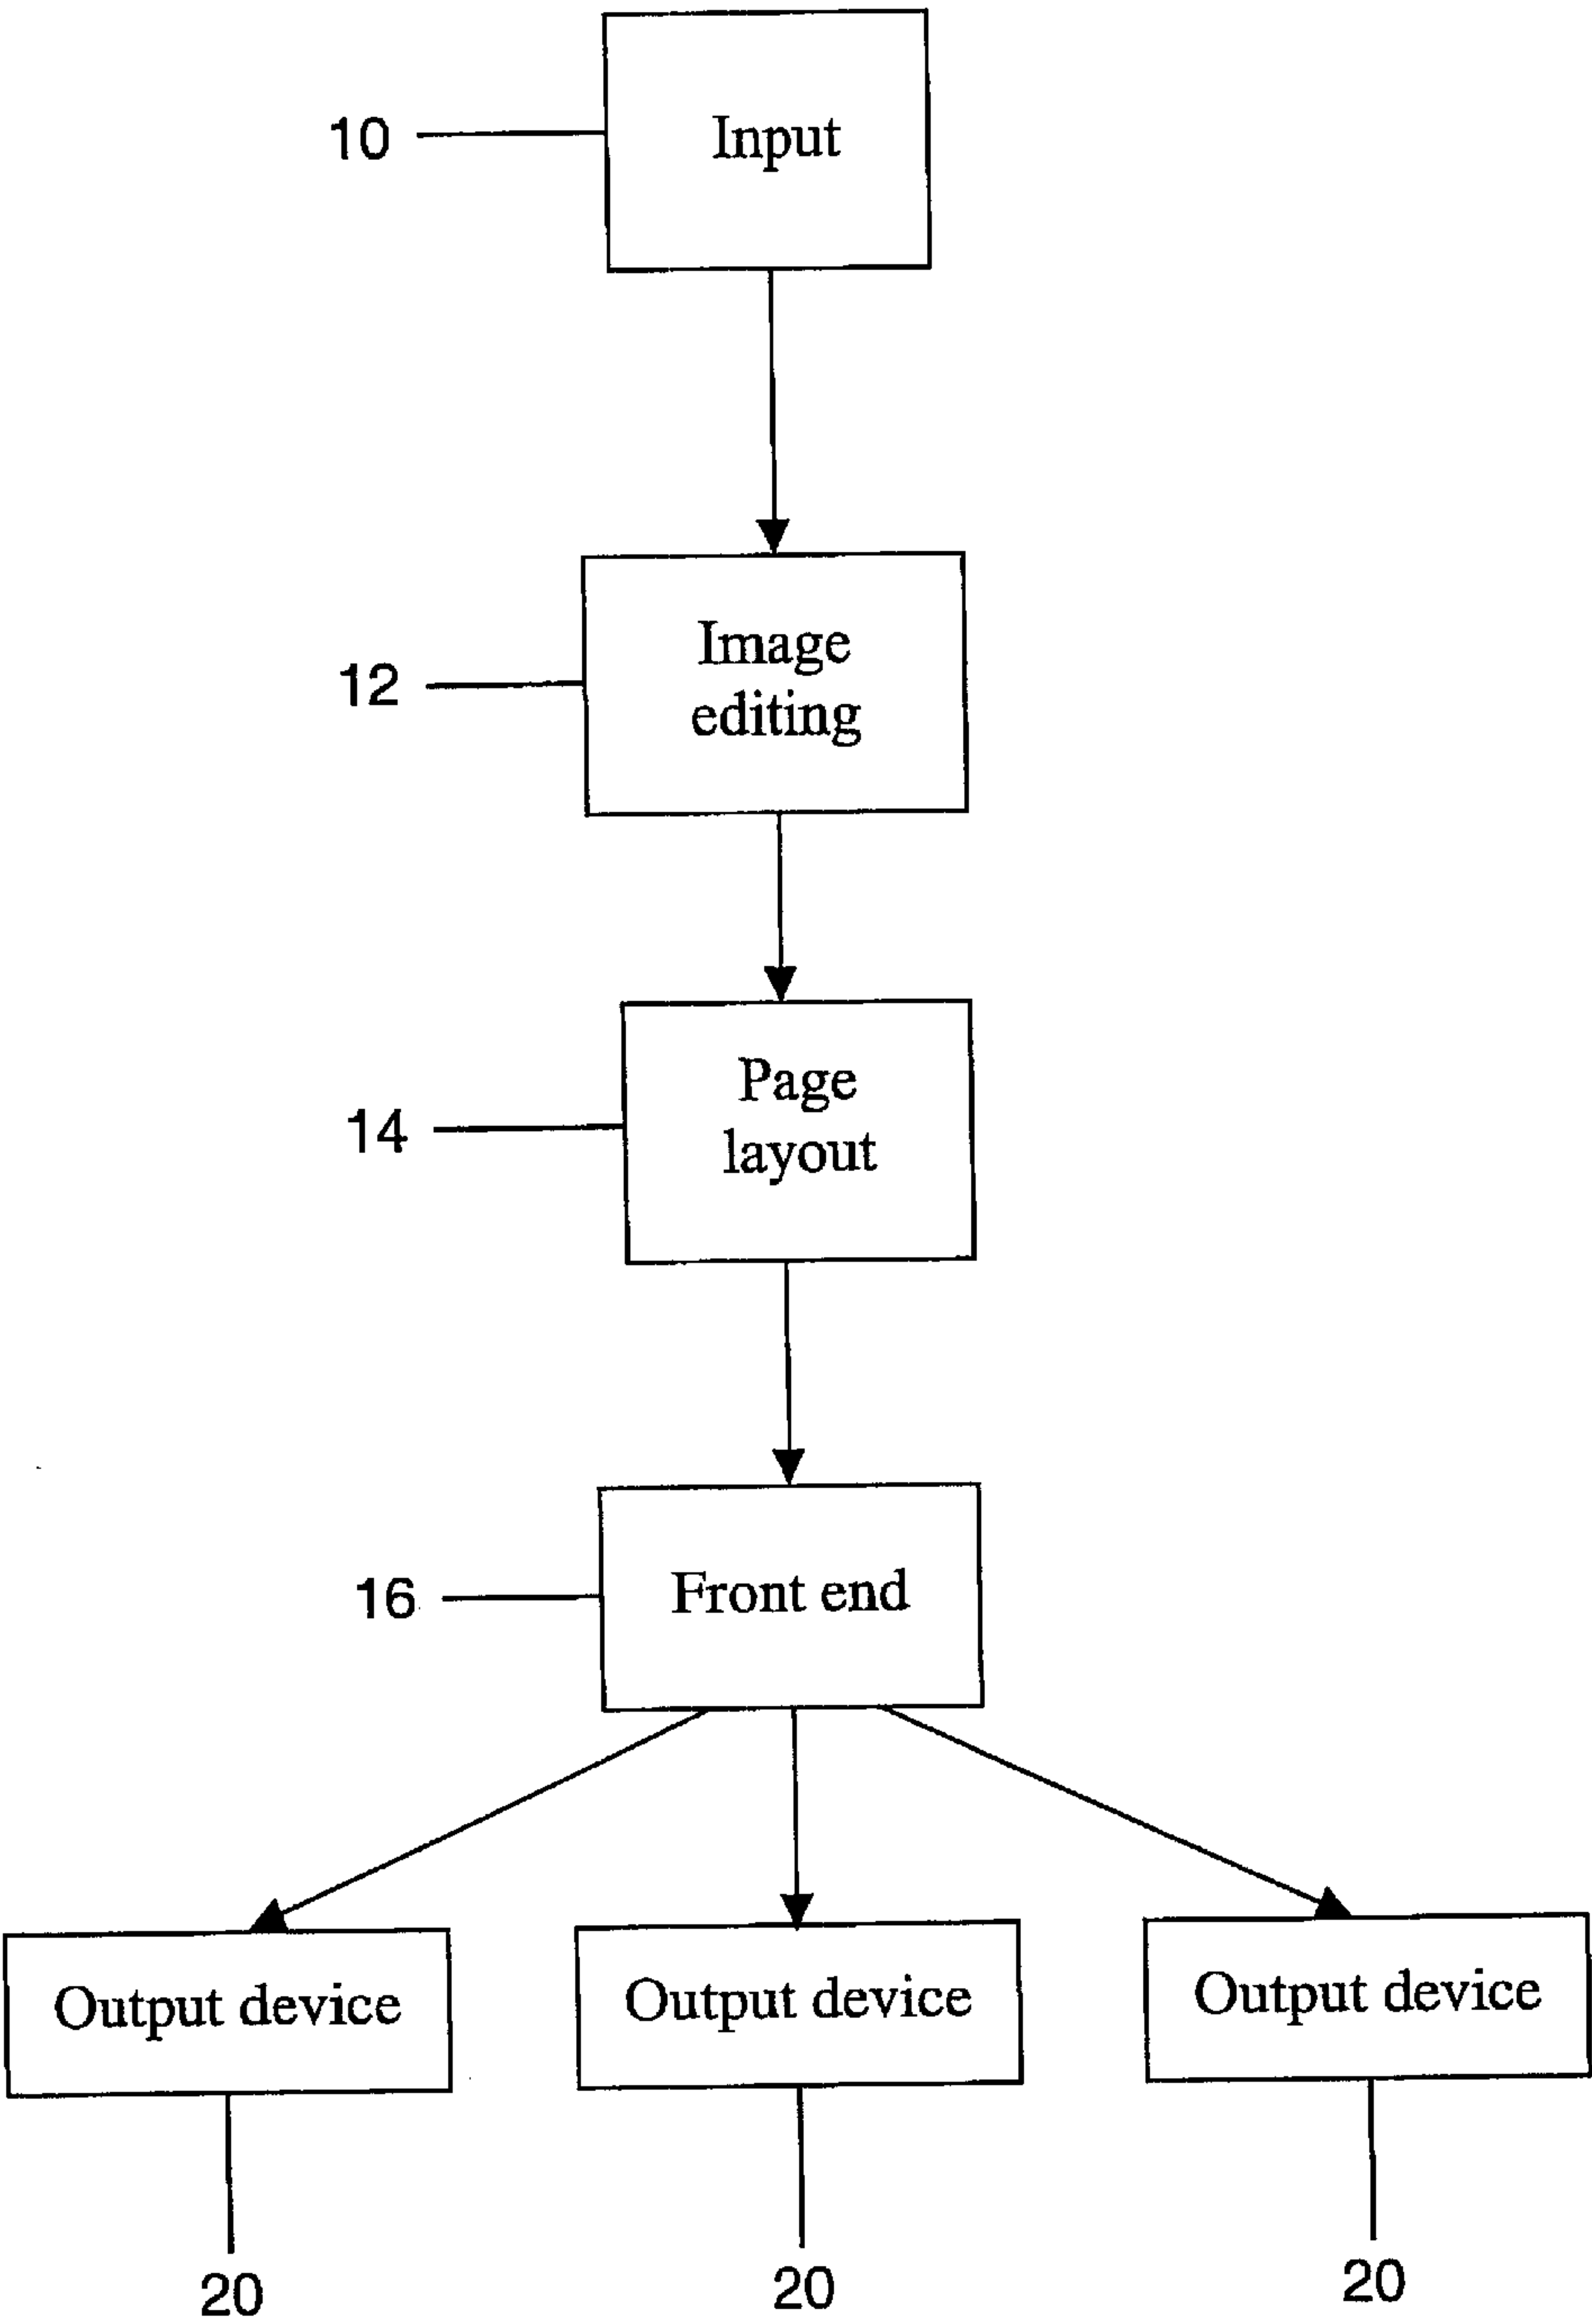 10
Input
12
Image
editing
14
Page
layout
16
Front end
Output device
Output device
Output device
20
20
20